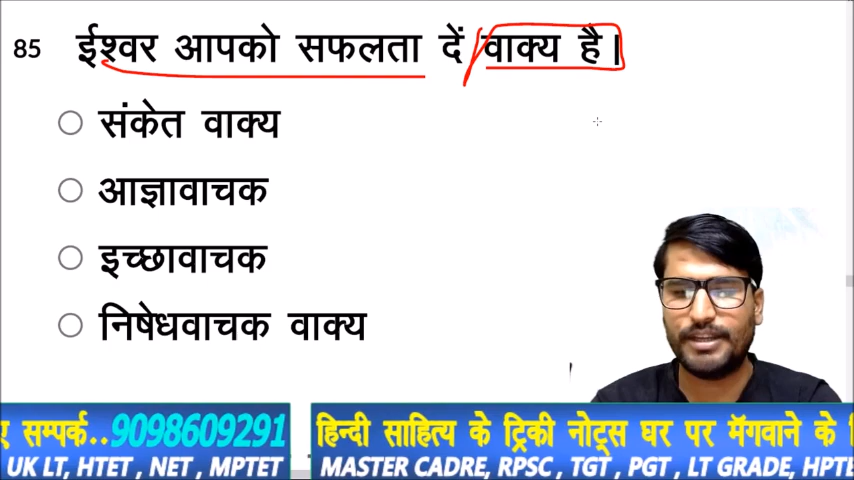 85 ईश्वर आपको सफलता दें वाक्य है।
संकेत वाक्य
आज्ञावाचक
इच्छावाचक
निषेधवाचक वाक्य
सम्पर्क..9098609291 हिन्दी साहित्य के ट्रिकी नोट्स घर पर मॅगवाने के
UK LT, HTET , NET , MPTET MASTER CADRE, RPSC , TGT , PGT , LT GRADE, HPTE